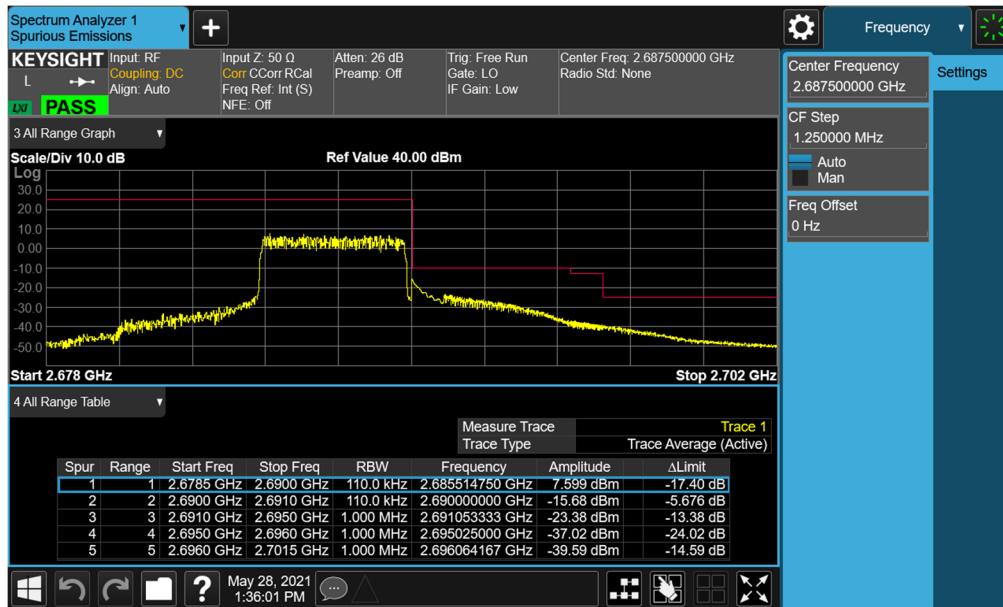 Spectrum Analyzer 1
Spurious Emissions
Frequency
KEYSIGHT
L
LXI
PASS
Input: RF
Coupling: DC
Align: Auto
Input Z: 50 Ω
Corr CCorr RCal
Freq Ref: Int (S)
NFE: Off
Atten: 26 dB
Preamp: Off
Trig: Free Run
Gate: LO
IF Gain: Low
Center Freq: 2.687500000 GHz
Radio Std: None
Center Frequency
2.687500000 GHz
Settings
CF Step
1.250000 MHz
Auto
Man
Freq Offset
0 Hz
3 All Range Graph
Scale/Div 10.0 dB
Ref Value 40.00 dBm
Log
30.0
20.0
10.0
0.00
-10.0
-20.0
-30.0
-40.0
-50.0
Start 2.678 GHz
Stop 2.702 GHz
4 All Range Table
Measure Trace Trace 1
Trace Type Trace Average (Active)
Spur Range Start Freq Stop Freq RBW Frequency Amplitude ΔLimit
1 1 2.6785 GHz 2.6900 GHz 110.0 kHz 2.685514750 GHz 7.599 dBm -17.40 dB
2 2 2.6900 GHz 2.6910 GHz 110.0 kHz 2.690000000 GHz -15.68 dBm -5.676 dB
3 3 2.6910 GHz 2.6950 GHz 1.000 MHz 2.691053333 GHz -23.38 dBm -13.38 dB
4 4 2.6950 GHz 2.6960 GHz 1.000 MHz 2.695025000 GHz -37.02 dBm -24.02 dB
5 5 2.6960 GHz 2.7015 GHz 1.000 MHz 2.696064167 GHz -39.59 dBm -14.59 dB
May 28, 2021
1:36:01 PM